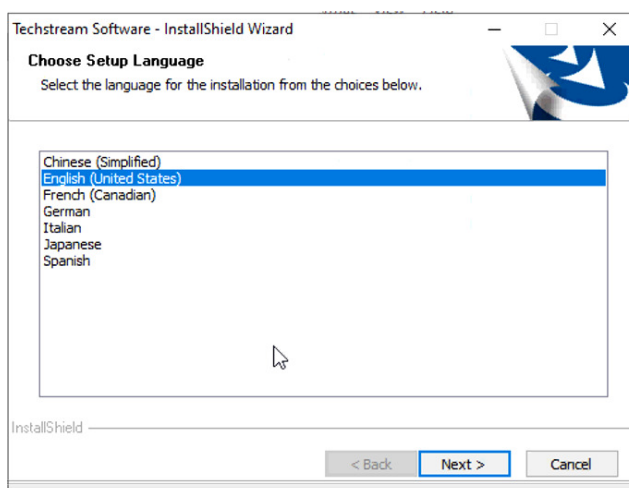 Techstream Software - InstallShield Wizard
Choose Setup Language
Select the language for the installation from the choices below.
Chinese (Simplified)
English (United States)
French (Canadian)
German
Italian
Japanese
Spanish
InstallShield
< Back
Next >
Cancel